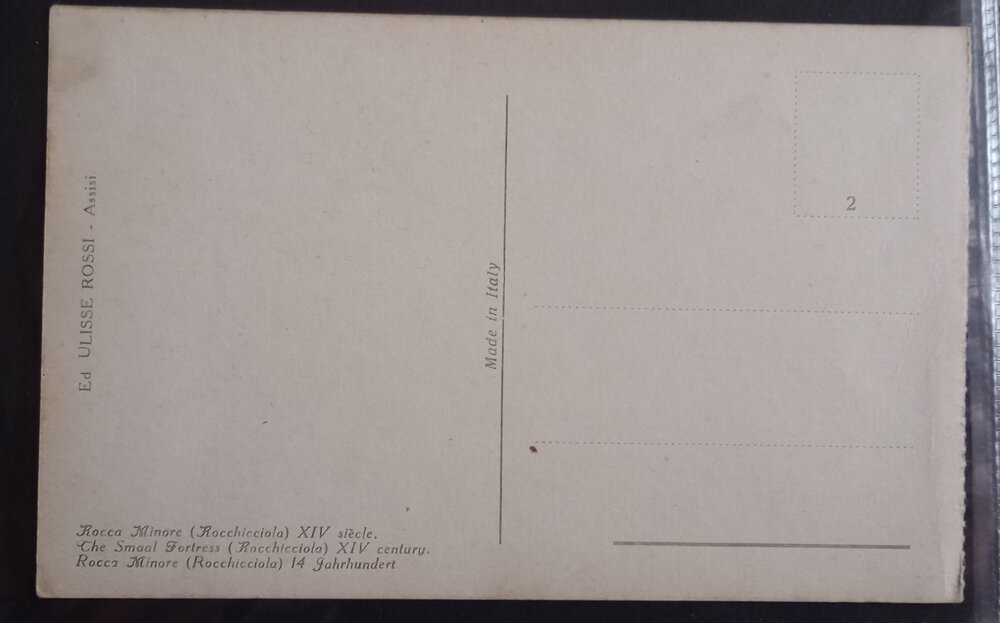 Ed ULISSE ROSSI - Assisi
Made in Italy
2
Rocca Minore (Rocchicciola) XIV siècle.
The Smaal Fortress (Rocchicciola) XIV century.
Rocca Minore (Rocchicciola) 14 Jahrhundert